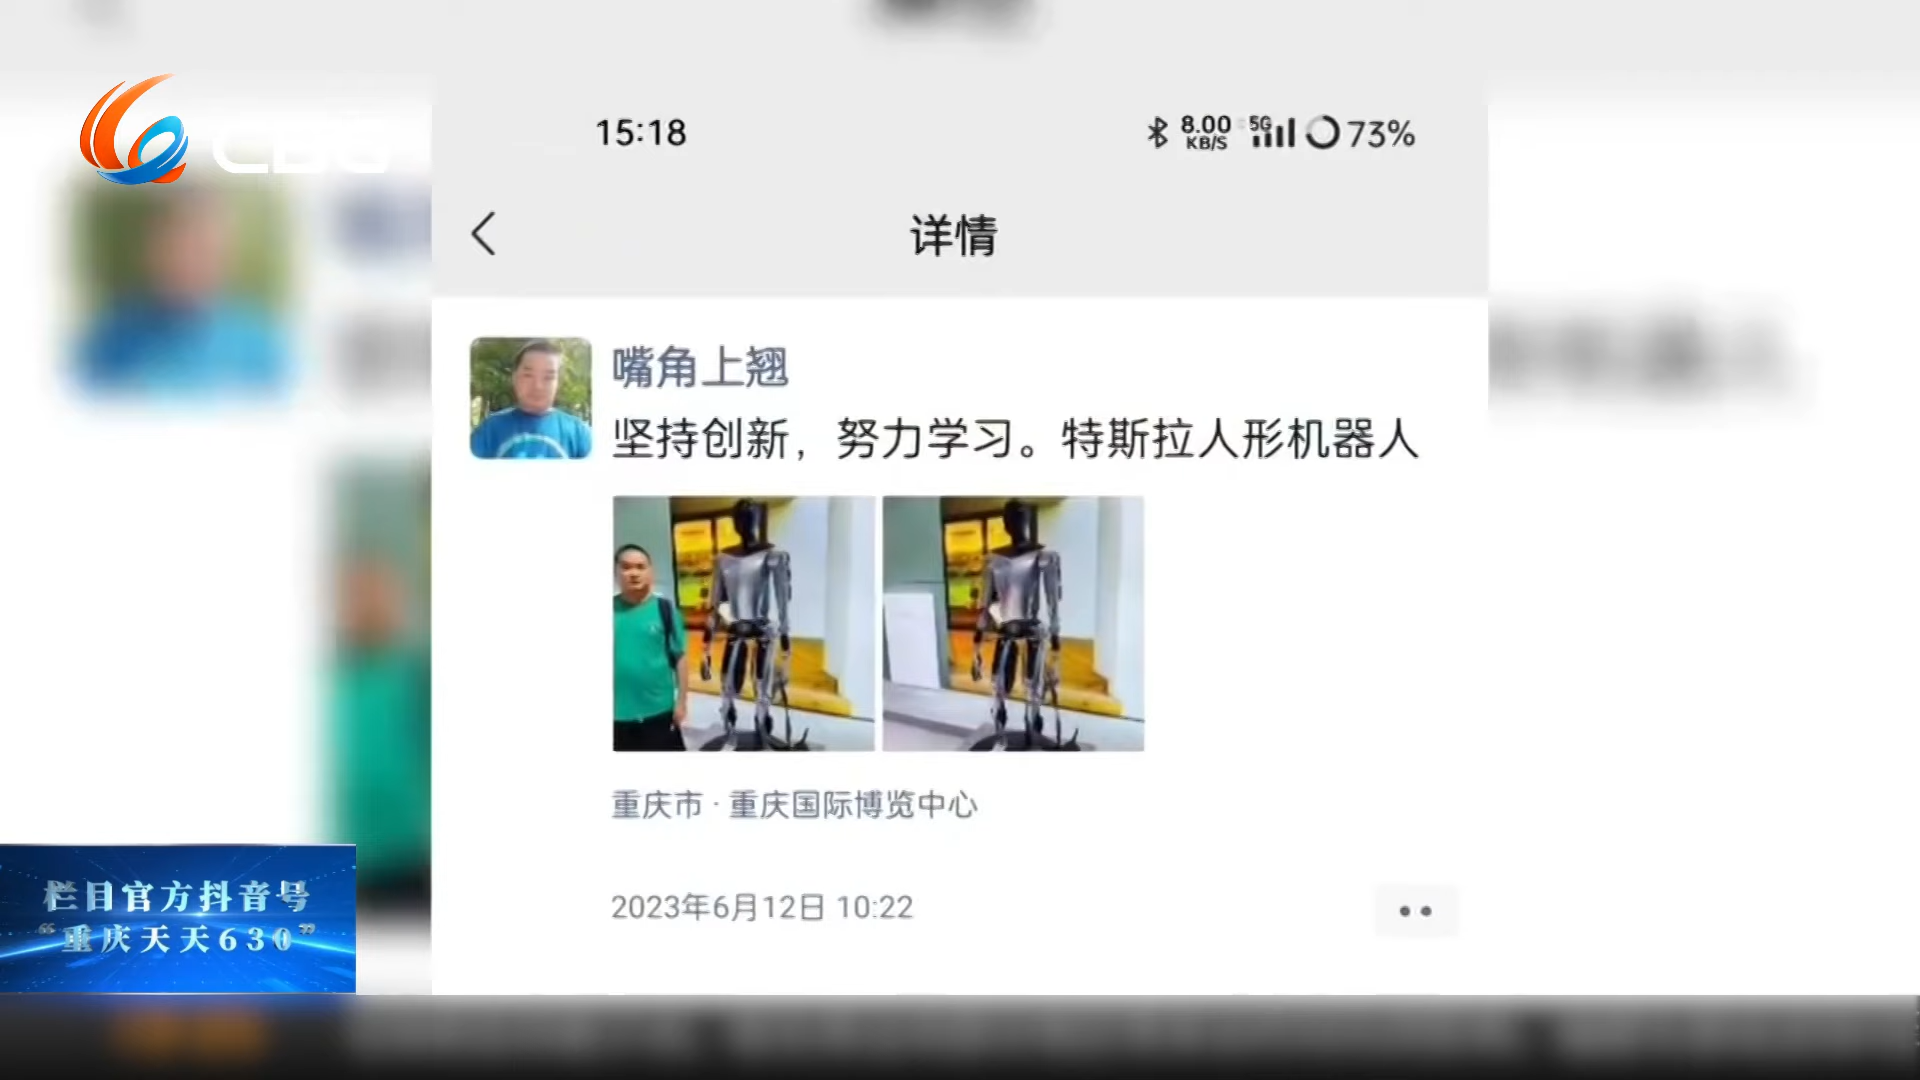 CBG
15:18
8.00
KB/S
5G
73%
详情
嘴角上翘
坚持创新，努力学习。特斯拉人形机器人
重庆市 · 重庆国际博览中心
2023年6月12日 10:22
栏目官方抖音号
“重庆天天630”